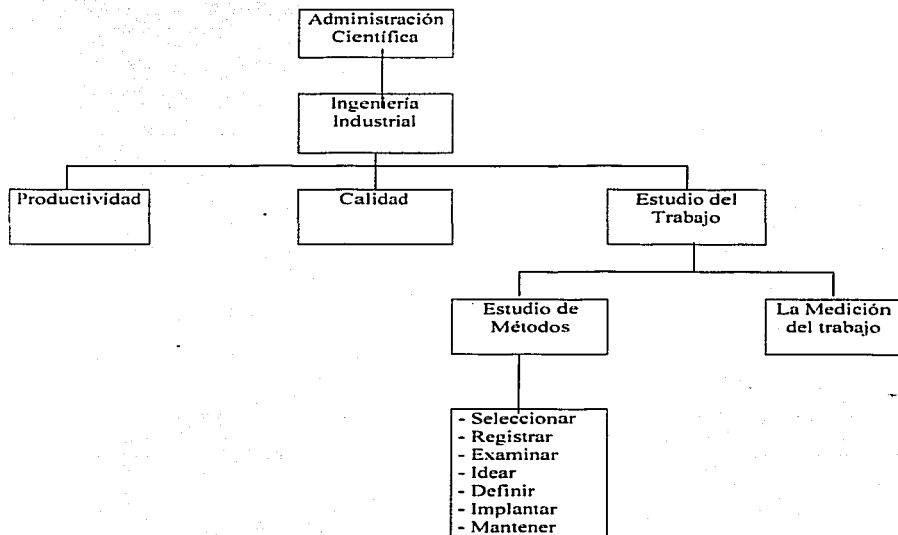 Administración
Científica
Ingeniería
Industrial
Productividad
Calidad
Estudio del
Trabajo
Estudio de
Métodos
La Medición
del trabajo
- Seleccionar
- Registrar
- Examinar
- Idear
- Definir
- Implantar
- Mantener